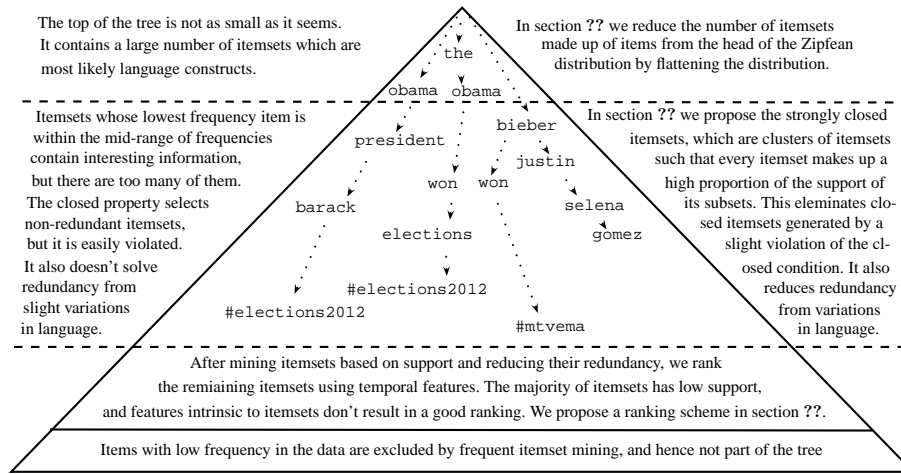 The top of the tree is not as small as it seems.
It contains a large number of itemsets which are
most likely language constructs.
In section ?? we reduce the number of itemsets
made up of items from the head of the Zipfean
distribution by flattening the distribution.
the
obama obama
Itemsets whose lowest frequency item is
within the mid-range of frequencies
contain interesting information,
but there are too many of them.
The closed property selects
non-redundant itemsets,
but it is easily violated.
It also doesn't solve
redundancy from
slight variations
in language.
bieber
president
justin
won won
barack
selena
elections
gomez
#elections2012
#elections2012
#mtvema
In section ?? we propose the strongly closed
itemsets, which are clusters of itemsets
such that every itemset makes up a
high proportion of the support of
its subsets. This eleminates clo-
sed itemsets generated by a
slight violation of the cl-
osed condition. It also
reduces redundancy
from variations
in language.
After mining itemsets based on support and reducing their redundancy, we rank
the remiaining itemsets using temporal features. The majority of itemsets has low support,
and features intrinsic to itemsets don't result in a good ranking. We propose a ranking scheme in section ??.
Items with low frequency in the data are excluded by frequent itemset mining, and hence not part of the tree